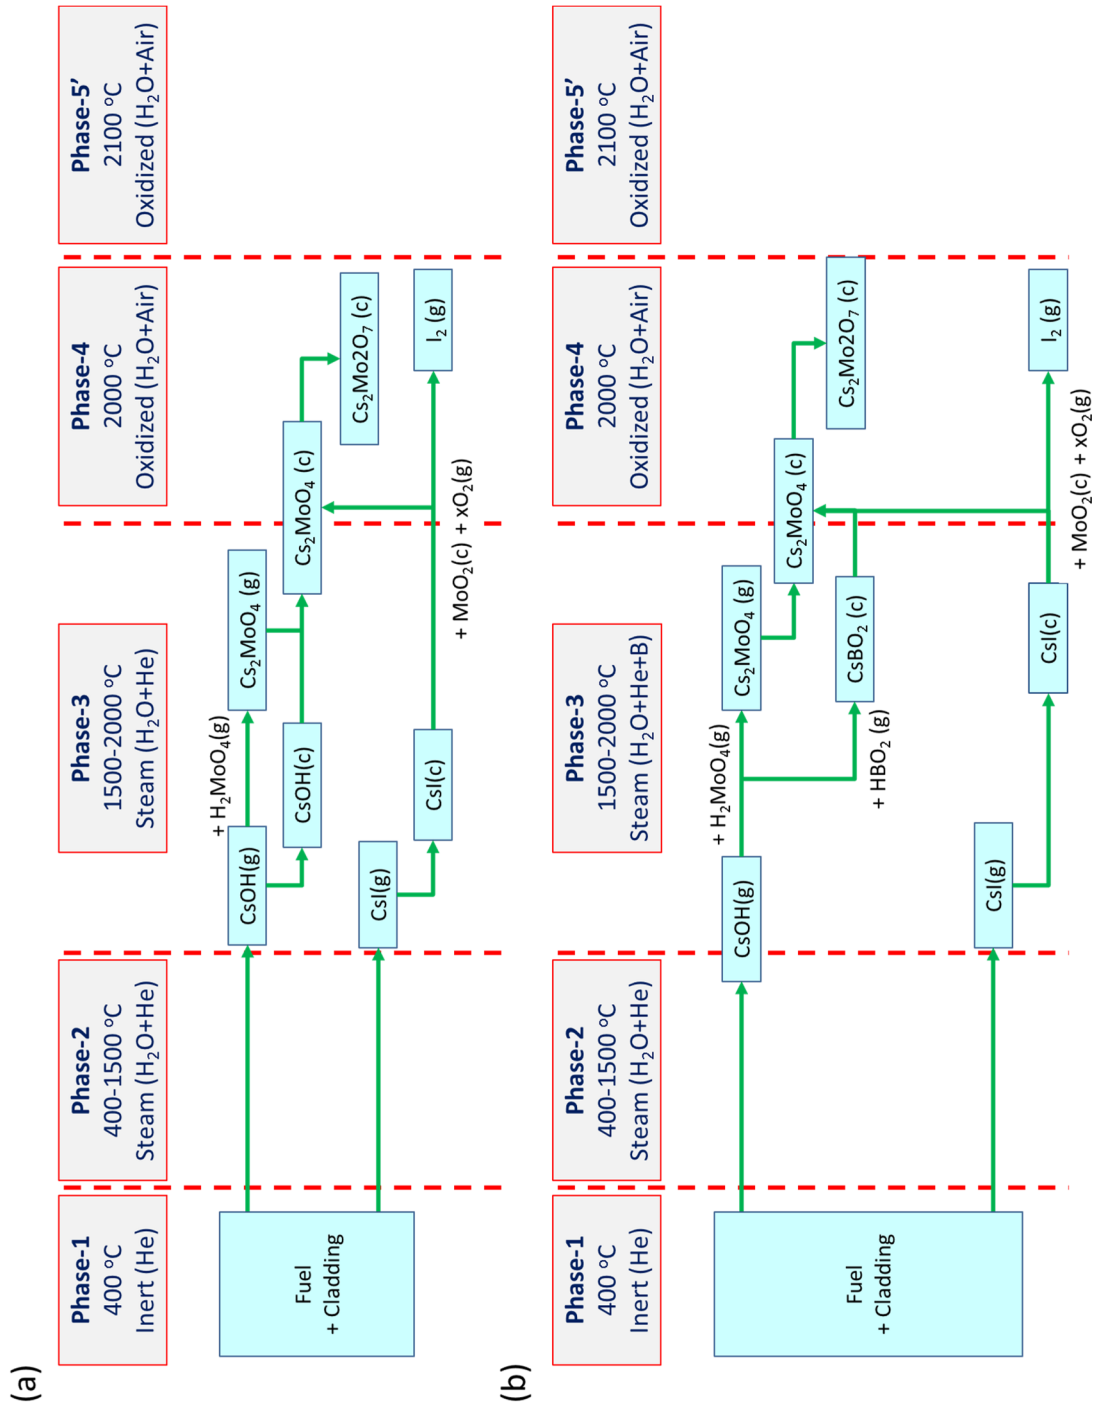 (a)
Phase-1
400 °C
Inert (He)
Phase-2
400-1500 °C
Steam (H₂O+He)
Phase-3
1500-2000 °C
Steam (H₂O+He)
Phase-4
2000 °C
Oxidized (H₂O+Air)
Phase-5’
2100 °C
Oxidized (H₂O+Air)
Fuel
+ Cladding
CsOH(g)
+ H₂MoO₄(g)
Cs₂MoO₄ (g)
CsOH(c)
Cs₂MoO₄ (c)
Cs₂Mo2O₇ (c)
CsI(g)
CsI(c)
+ MoO₂(c) + xO₂(g)
I₂ (g)
(b)
Phase-1
400 °C
Inert (He)
Phase-2
400-1500 °C
Steam (H₂O+He)
Phase-3
1500-2000 °C
Steam (H₂O+He+B)
Phase-4
2000 °C
Oxidized (H₂O+Air)
Phase-5’
2100 °C
Oxidized (H₂O+Air)
Fuel
+ Cladding
CsOH(g)
+ H₂MoO₄(g)
Cs₂MoO₄ (g)
Cs₂MoO₄ (c)
Cs₂Mo2O₇ (c)
+ HBO₂ (g)
CsBO₂ (c)
CsI(g)
CsI(c)
I₂ (g)
+ MoO₂(c) + xO₂(g)